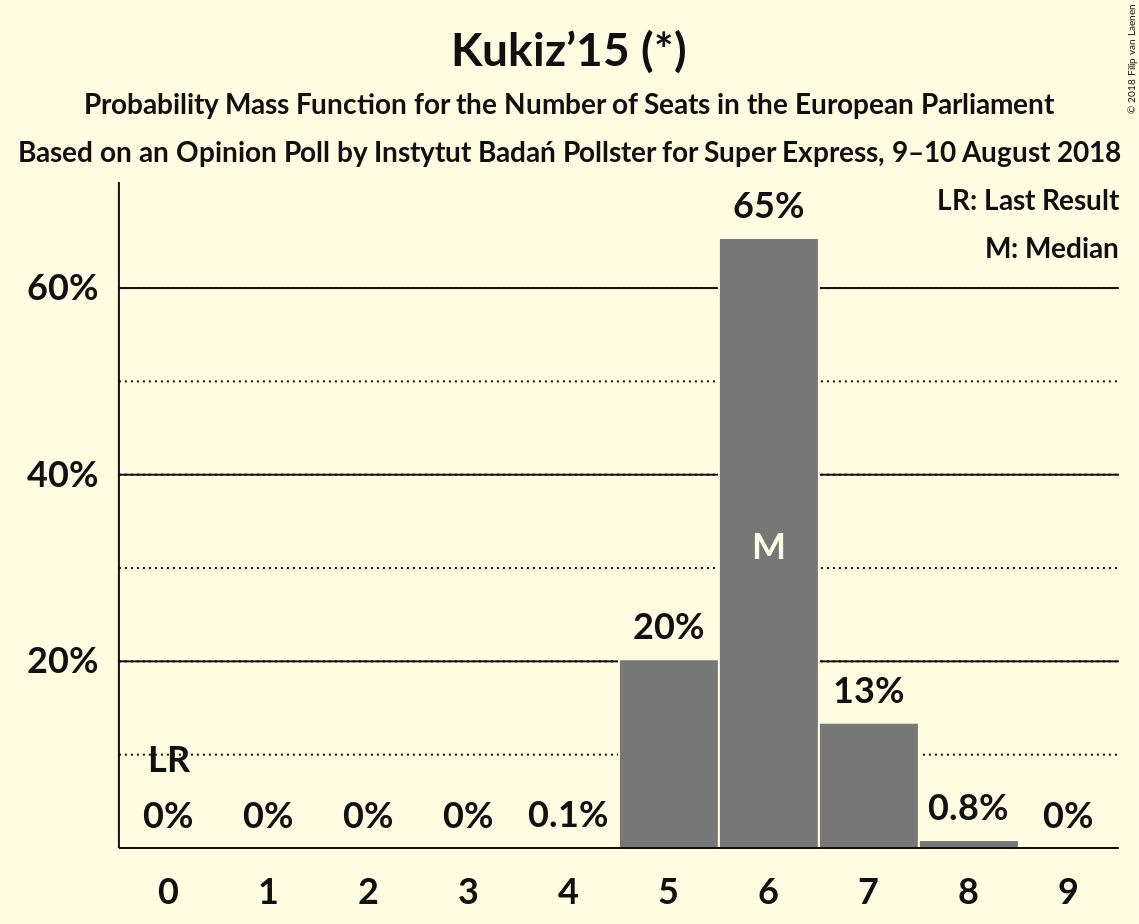 Kukiz’15 (*)
Probability Mass Function for the Number of Seats in the European Parliament
Based on an Opinion Poll by Instytut Badań Pollster for Super Express, 9–10 August 2018
© 2018 Filip van Laenen
LR: Last Result
M: Median
65%
60%
40%
M
20%
20%
13%
LR
0% 0% 0% 0% 0.1% 0.8% 0%
0 1 2 3 4 5 6 7 8 9